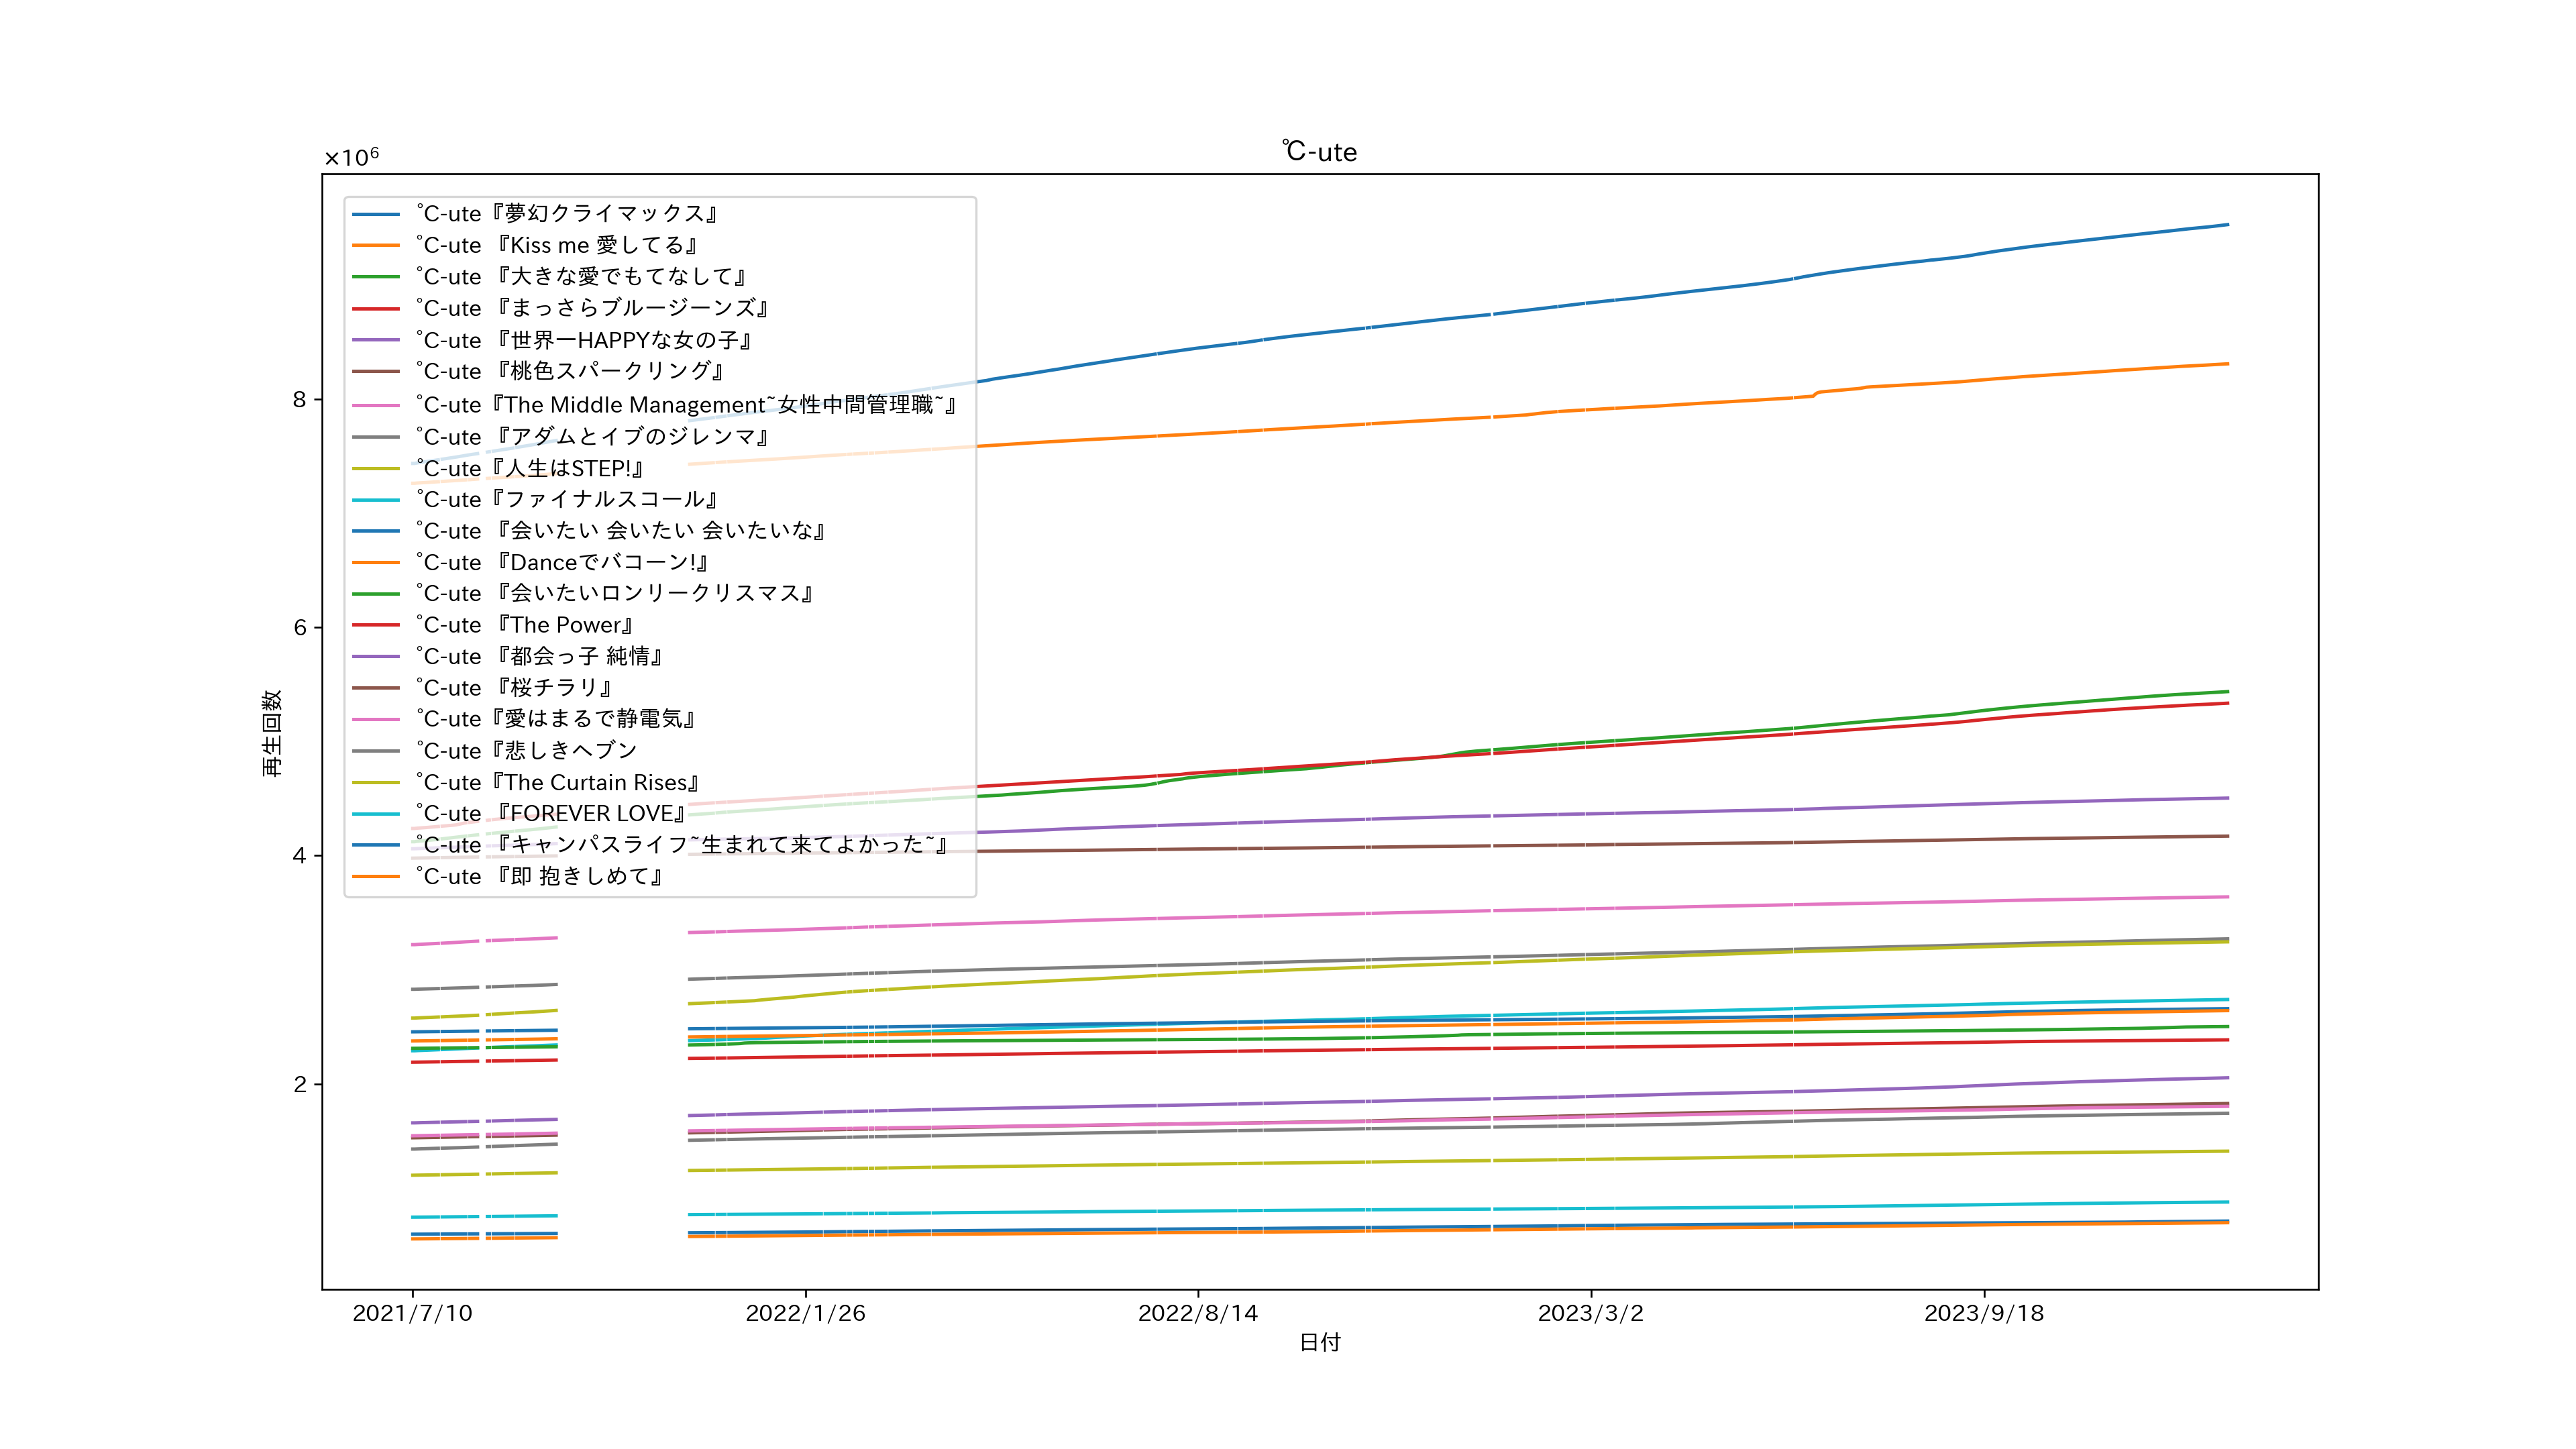 ℃-ute
×10⁶
˚C-ute『夢幻クライマックス』
˚C-ute 『Kiss me 愛してる』
˚C-ute 『大きな愛でもてなして』
˚C-ute 『まっさらブルージーンズ』
˚C-ute 『世界一HAPPYな女の子』
˚C-ute 『桃色スパークリング』
˚C-ute『The Middle Management~女性中間管理職~』
˚C-ute 『アダムとイブのジレンマ』
˚C-ute『人生はSTEP!』
˚C-ute『ファイナルスコール』
˚C-ute 『会いたい 会いたい 会いたいな』
˚C-ute 『Danceでバコーン!』
˚C-ute 『会いたいロンリークリスマス』
˚C-ute 『The Power』
˚C-ute 『都会っ子 純情』
˚C-ute 『桜チラリ』
˚C-ute『愛はまるで静電気』
˚C-ute『悲しきヘブン
˚C-ute『The Curtain Rises』
˚C-ute 『FOREVER LOVE』
˚C-ute 『キャンパスライフ~生まれて来てよかった~』
˚C-ute 『即 抱きしめて』
8
6
4
2
再生回数
2021/7/10 2022/1/26 2022/8/14 2023/3/2 2023/9/18
日付